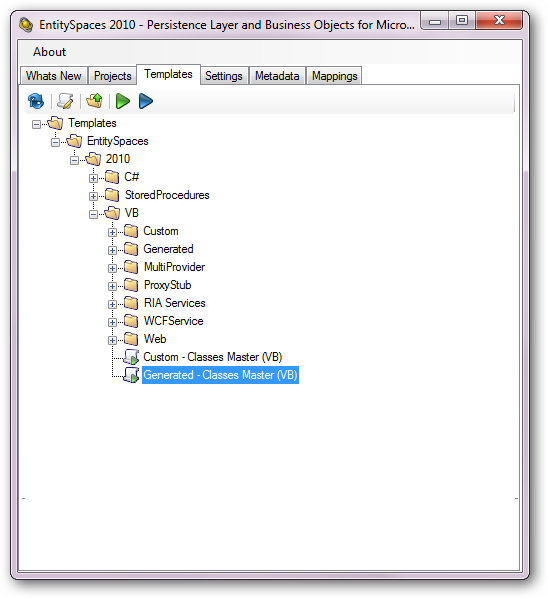 EntitySpaces 2010 - Persistence Layer and Business Objects for Micro...
About
Whats New Projects Templates Settings Metadata Mappings
Templates
EntitySpaces
2010
C#
StoredProcedures
VB
Custom
Generated
MultiProvider
ProxyStub
RIA Services
WCFService
Web
Custom - Classes Master (VB)
Generated - Classes Master (VB)